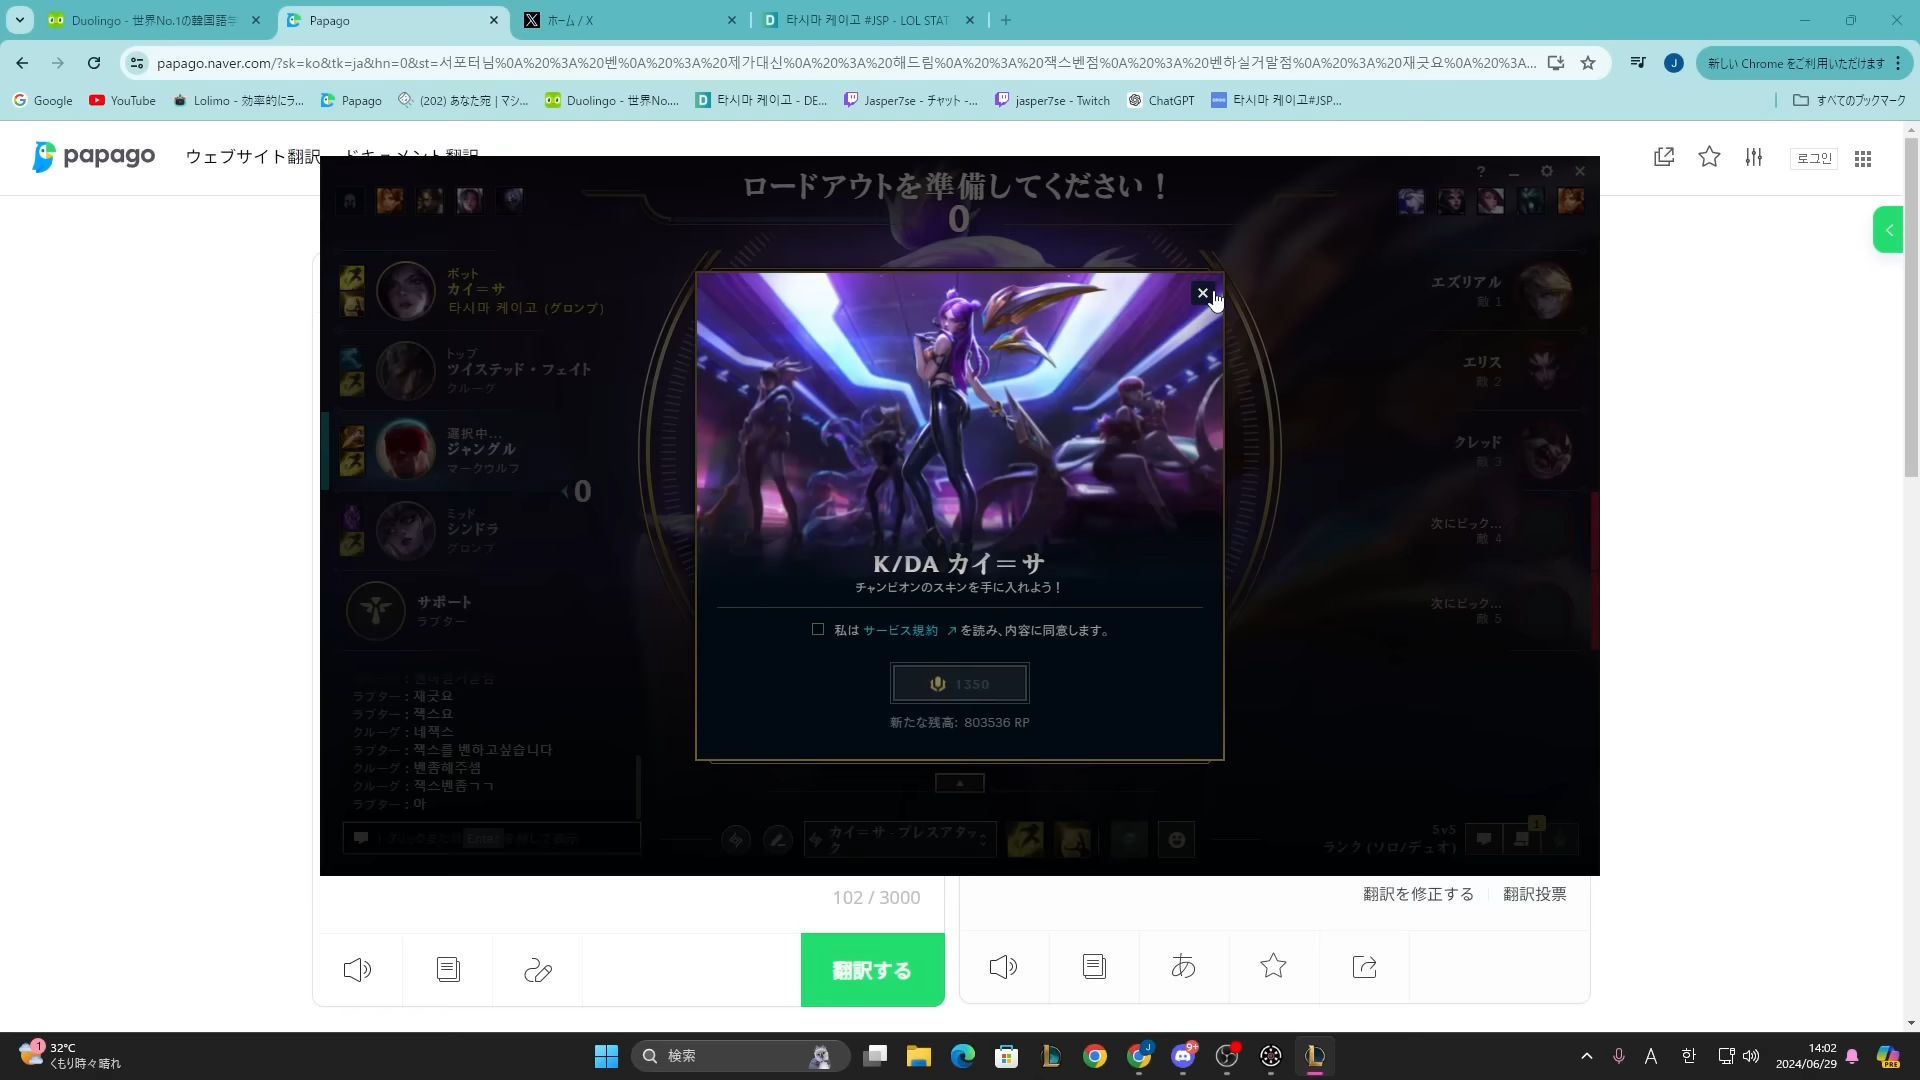 Duolingo - 世界No.1の韓国語学
Papago
ホーム / X
타시마 케이고 #JSP - LOL STAT
papago.naver.com/?sk=ko&tk=ja&hn=0&st=서포터님%0A%20%3A%20벤%0A%20%3A%20제가대신%0A%20%3A%20해드림%0A%20%3A%20잭스벤점%0A%20%3A%20벤하실거말점%0A%20%3A%20재긋요%0A%20%3A...
J
新しい Chrome をご利用いただけます
Google
YouTube
Lolimo - 効率的にラ...
Papago
(202) あなた宛 | マシ...
Duolingo - 世界No....
타시마 케이고 - DE...
Jasper7se - チャット -...
jasper7se - Twitch
ChatGPT
타시마 케이고#JSP...
すべてのブックマーク
papago
ウェブサイト翻訳
ドキュメント翻訳
로그인
ロードアウトを準備してください！
0
ボット
カイ＝サ
타시마 케이고 (グロンプ)
トップ
ツイステッド・フェイト
クルーグ
選択中...
ジャングル
マークウルフ
0
ミッド
シンドラ
グロンプ
サポート
ラプター
エズリアル
敵 1
エリス
敵 2
クレッド
敵 3
次にピック...
敵 4
次にピック...
敵 5
K/DA カイ＝サ
チャンピオンのスキンを手に入れよう！
私は サービス規約 ↗ を読み、内容に同意します。
1350
新たな残高: 803536 RP
ラプター : 재긋요
ラプター : 잭스요
クルーグ : 네잭스
ラプター : 잭스를 벤하고싶습니다
クルーグ : 벤좀해주셈
クルーグ : 잭스벤좀ㄱㄱ
ラプター : 아
Enter
カイ＝サ - プレスアタック
5v5
ランク (ソロ/デュオ)
1
102 / 3000
翻訳を修正する
翻訳投票
翻訳する
あ
1
32°C
くもり時々晴れ
検索
J
9+
A
한
14:02
2024/06/29
PRE